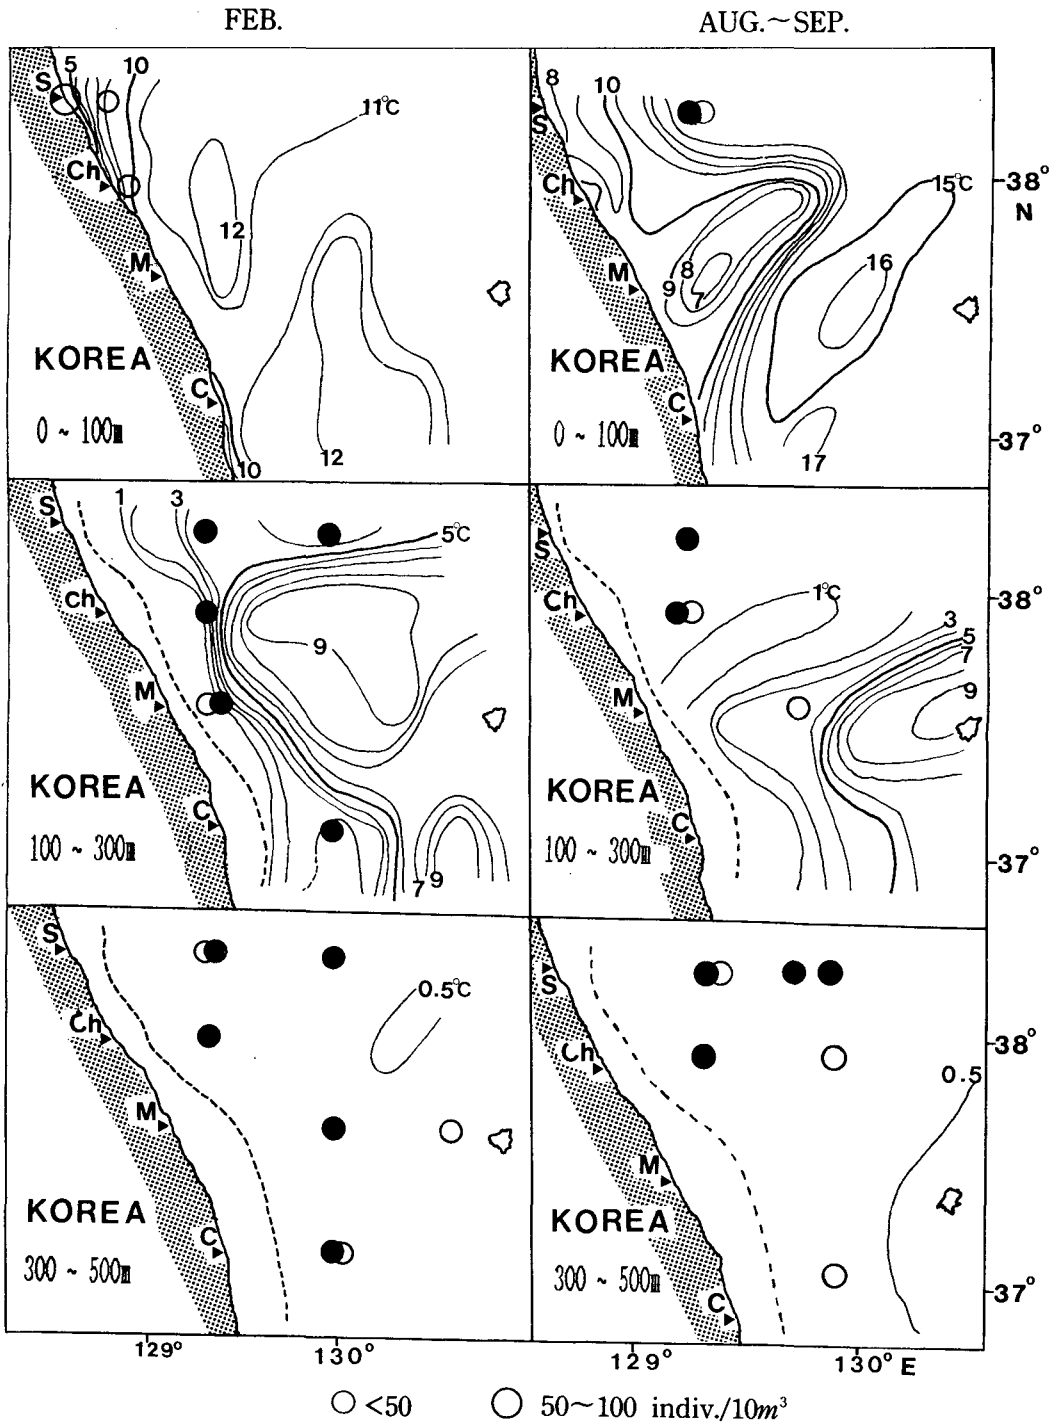 FEB.
AUG.~SEP.
5
10
S
11°C
Ch
12
M
KOREA
C
0 ~ 100m
10
12
8
10
S
Ch
15°C
38°
N
16
M
8
9
7
KOREA
C
0 ~ 100m
17
37°
S
1
3
5°C
Ch
9
M
KOREA
C
100 ~ 300m
7
9
S
1°C
38°
Ch
3
5
7
9
M
KOREA
C
100 ~ 300m
37°
S
0.5°C
Ch
M
KOREA
C
300 ~ 500m
S
38°
Ch
0.5
M
KOREA
300 ~ 500m
C
37°
129°
130°
129°
130° E
<50
50~100 indiv./10m³